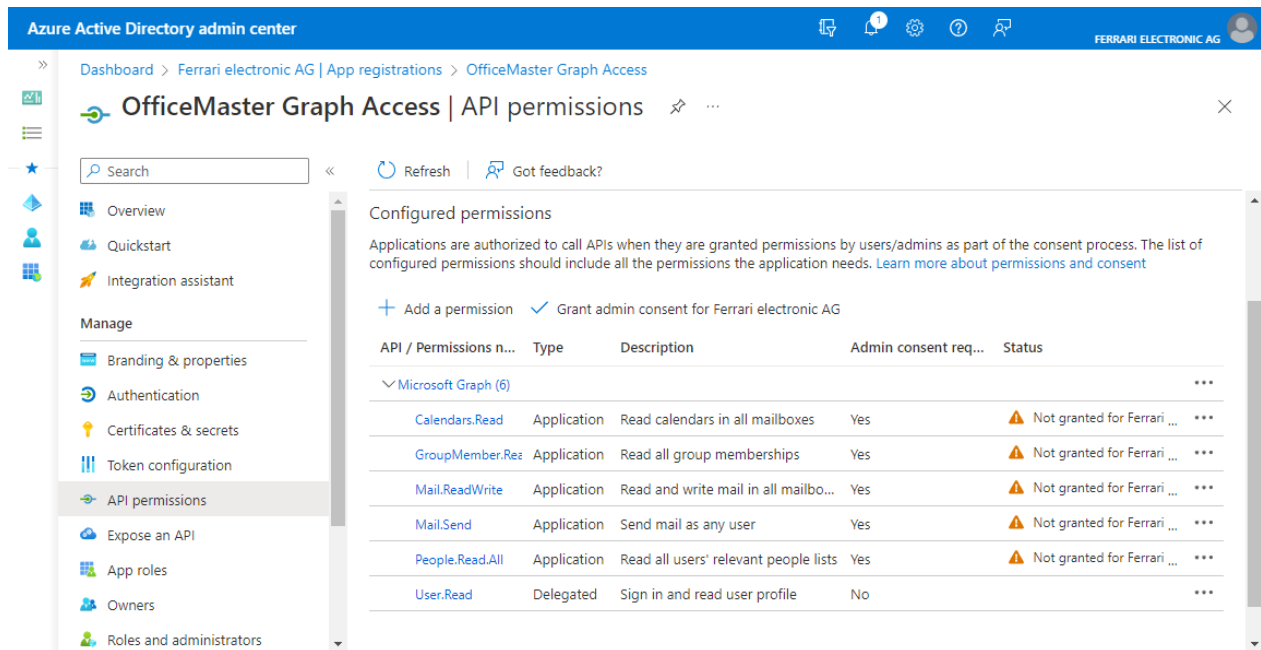 Azure Active Directory admin center
1
FERRARI ELECTRONIC AG
Dashboard > Ferrari electronic AG | App registrations > OfficeMaster Graph Access
OfficeMaster Graph Access | API permissions
Search
Overview
Quickstart
Integration assistant
Manage
Branding & properties
Authentication
Certificates & secrets
Token configuration
API permissions
Expose an API
App roles
Owners
Roles and administrators
Refresh Got feedback?
Configured permissions
Applications are authorized to call APIs when they are granted permissions by users/admins as part of the consent process. The list of
configured permissions should include all the permissions the application needs. Learn more about permissions and consent
Add a permission Grant admin consent for Ferrari electronic AG
API / Permissions n... Type Description Admin consent req... Status
Microsoft Graph (6)
Calendars.Read Application Read calendars in all mailboxes Yes Not granted for Ferrari ...
GroupMember.Rea Application Read all group memberships Yes Not granted for Ferrari ...
Mail.ReadWrite Application Read and write mail in all mailbo... Yes Not granted for Ferrari ...
Mail.Send Application Send mail as any user Yes Not granted for Ferrari ...
People.Read.All Application Read all users' relevant people lists Yes Not granted for Ferrari ...
User.Read Delegated Sign in and read user profile No